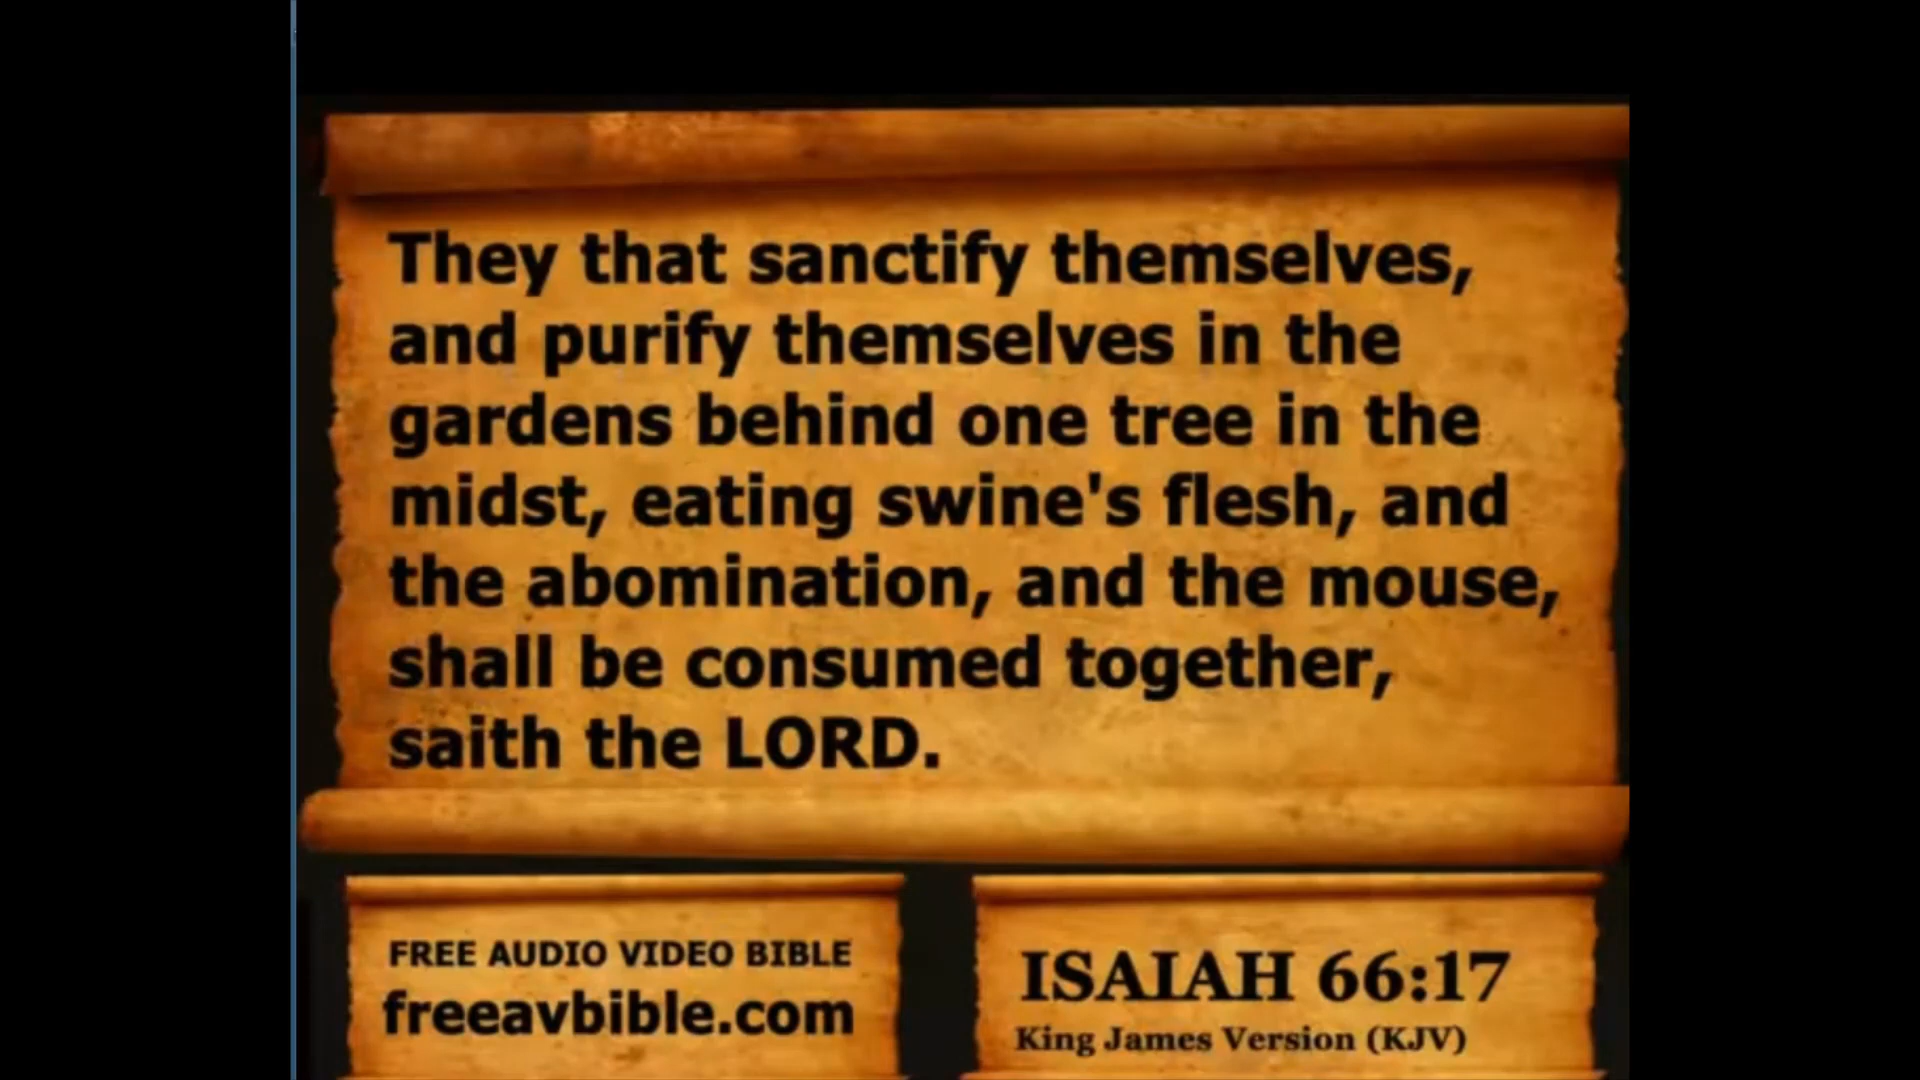 They that sanctify themselves,
and purify themselves in the
gardens behind one tree in the
midst, eating swine's flesh, and
the abomination, and the mouse,
shall be consumed together,
saith the LORD.
FREE AUDIO VIDEO BIBLE
freeavbible.com
ISAIAH 66:17
King James Version (KJV)